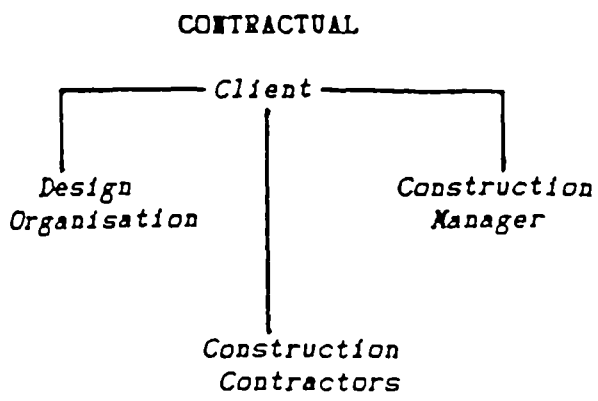 CONTRACTUAL
Client
Design
Organisation
Construction
Manager
Construction
Contractors